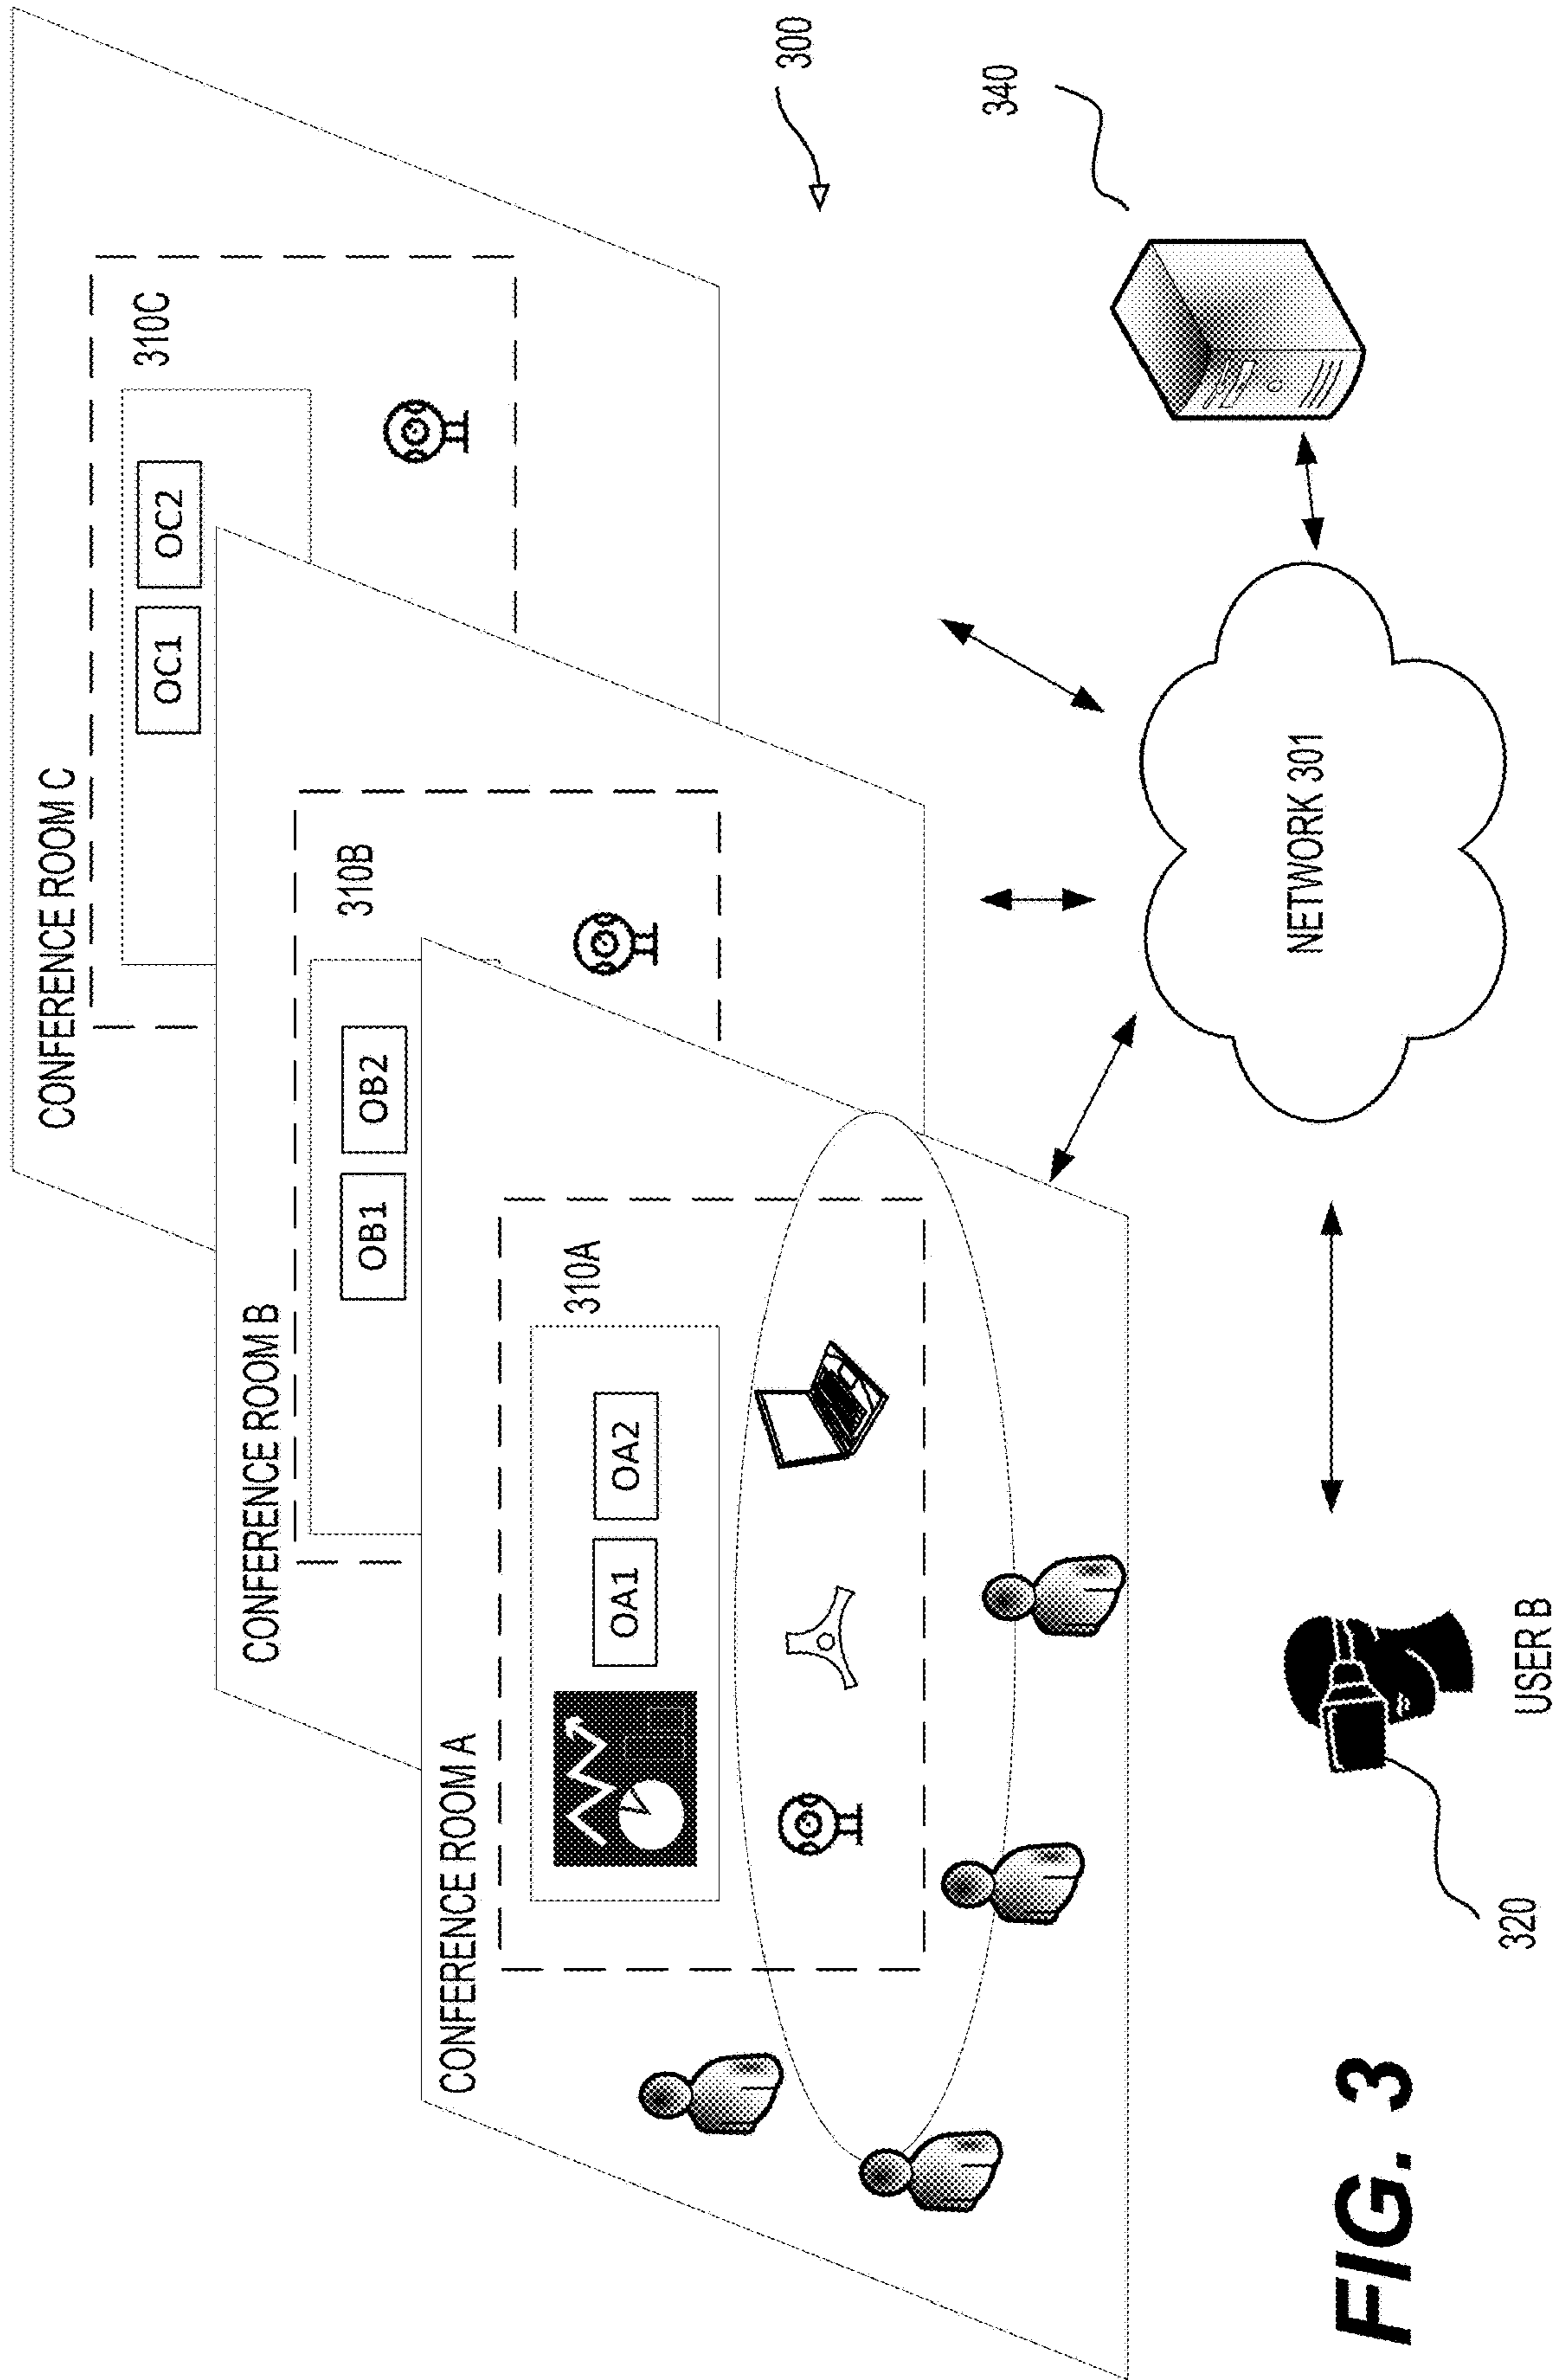 CONFERENCE ROOM C
310C
OC1
OC2
CONFERENCE ROOM B
310B
OB1
OB2
CONFERENCE ROOM A
310A
OA1
OA2
300
340
NETWORK 301
320
USER B
FIG. 3